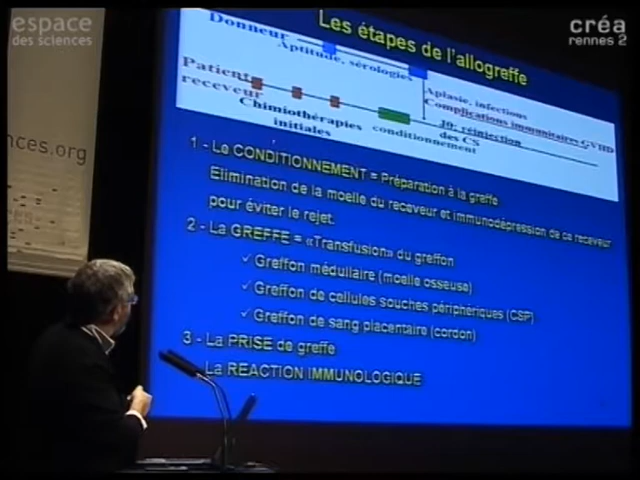 espace
des sciences
créa
rennes 2
nces.org
Les étapes de l'allogreffe
Donneur
Aptitude, sérologies
Patient
receveur
Aplasie, infections
Complications immunitaires GVHD
Chimiothérapies
initiales
conditionnement
J0: réinjection
des CS
1 - Le CONDITIONNEMENT = Préparation à la greffe
Elimination de la moelle du receveur et immunodépression de ce receveur
pour éviter le rejet.
2 - La GREFFE = «Transfusion» du greffon
✓ Greffon médullaire (moelle osseuse)
✓ Greffon de cellules souches périphériques (CSP)
✓ Greffon de sang placentaire (cordon)
3 - La PRISE de greffe
La REACTION IMMUNOLOGIQUE